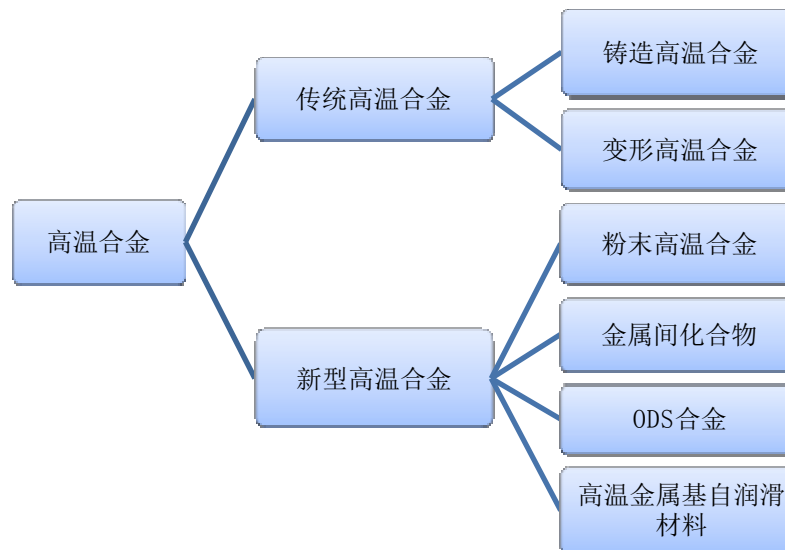 高温合金
传统高温合金
铸造高温合金
变形高温合金
新型高温合金
粉末高温合金
金属间化合物
ODS合金
高温金属基自润滑
材料